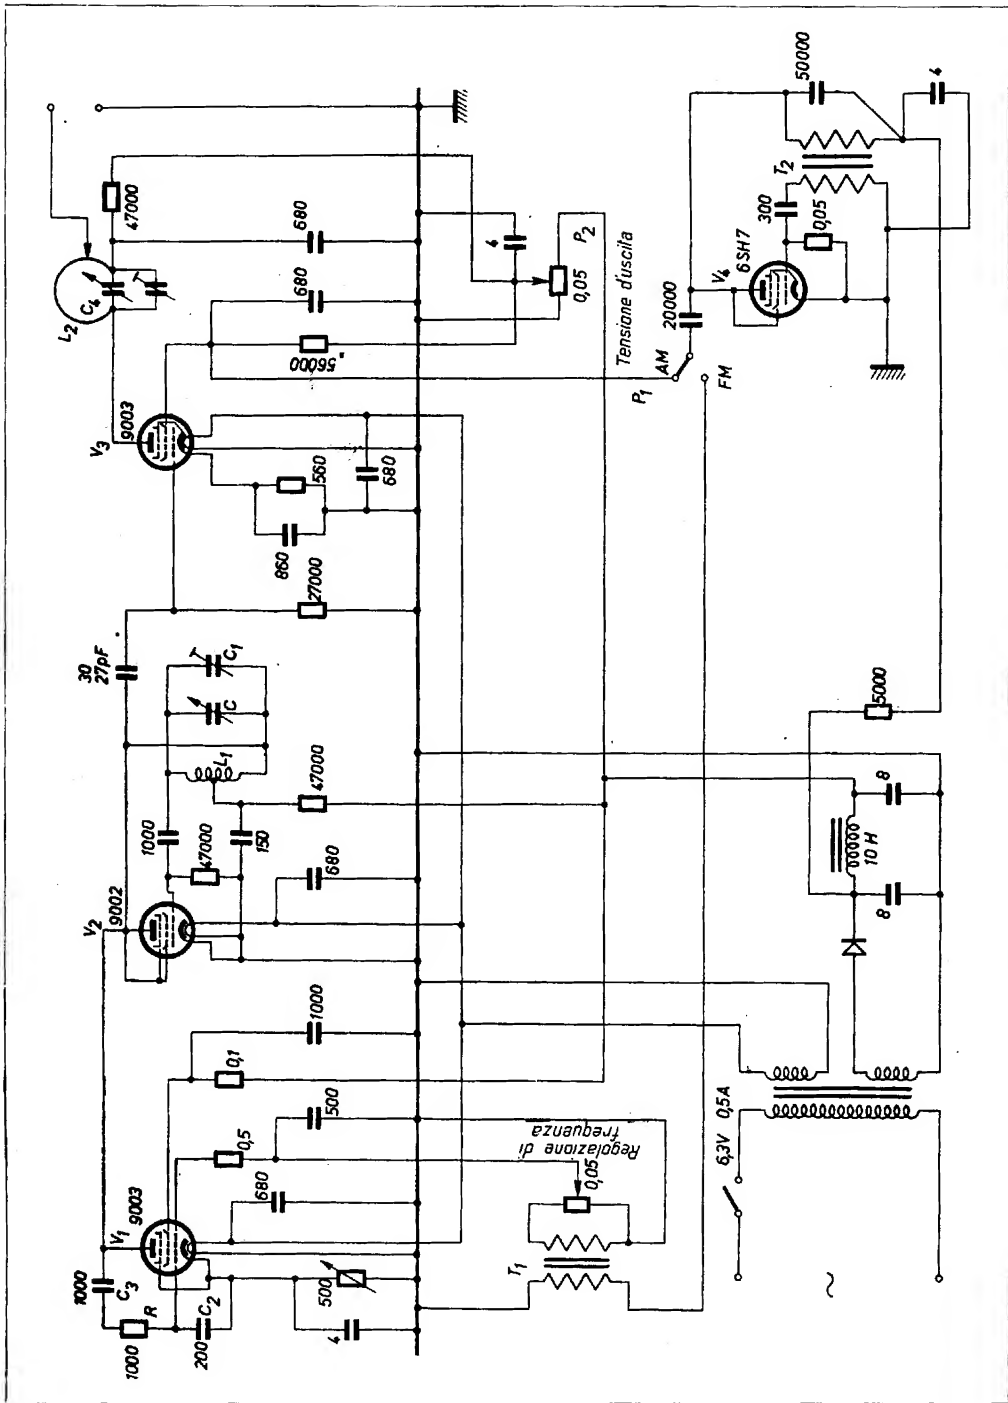 1000
C3
R
1000
V1
9003
200
C2
4
500
680
0,5
0,1
500
1000
Regolazione di
frequenza
0,05
T1
6,3V 0,5A
~
V2
9002
1000
47000
150
680
L1
C
C1
47000
30
27pF
27000
V3
9003
860
560
680
L2
C4
T
47000
680
680
56000
4
P2
0,05
Tensione d'uscita
P1
AM
FM
20000
V4
6SH7
300
0,05
T2
50000
4
5000
10 H
8
8